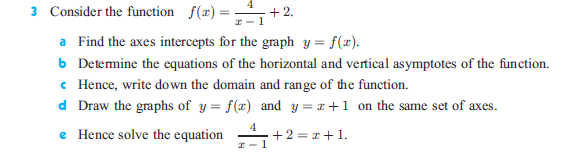 3 Consider the function f(x) = 4/(x − 1) + 2.
a Find the axes intercepts for the graph y = f(x).
b Determine the equations of the horizontal and vertical asymptotes of the function.
c Hence, write down the domain and range of the function.
d Draw the graphs of y = f(x) and y = x + 1 on the same set of axes.
e Hence solve the equation 4/(x − 1) + 2 = x + 1.